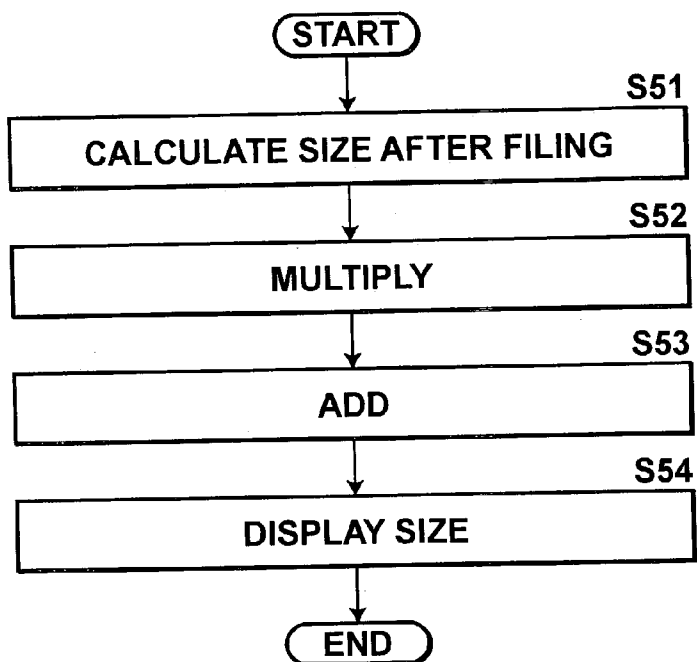 START
S51
CALCULATE SIZE AFTER FILING
S52
MULTIPLY
S53
ADD
S54
DISPLAY SIZE
END